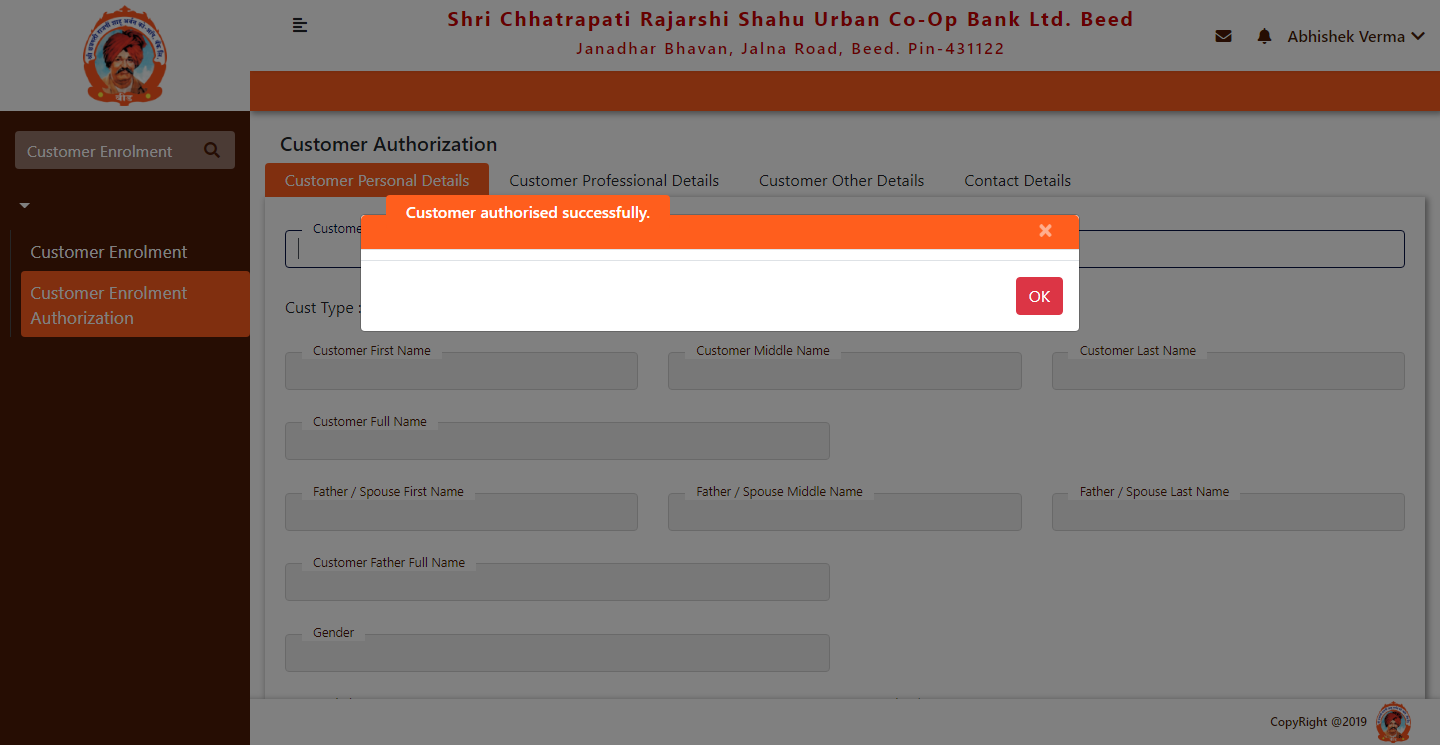 Shri Chhatrapati Rajarshi Shahu Urban Co-Op Bank Ltd. Beed
Janadhar Bhavan, Jalna Road, Beed. Pin-431122
Abhishek Verma
बीड
Customer Enrolment
Customer Enrolment
Customer Enrolment
Authorization
Customer Authorization
Customer Personal Details
Customer Professional Details
Customer Other Details
Contact Details
Customer authorised successfully.
×
Custome
OK
Cust Type :
Customer First Name
Customer Middle Name
Customer Last Name
Customer Full Name
Father / Spouse First Name
Father / Spouse Middle Name
Father / Spouse Last Name
Customer Father Full Name
Gender
CopyRight @2019